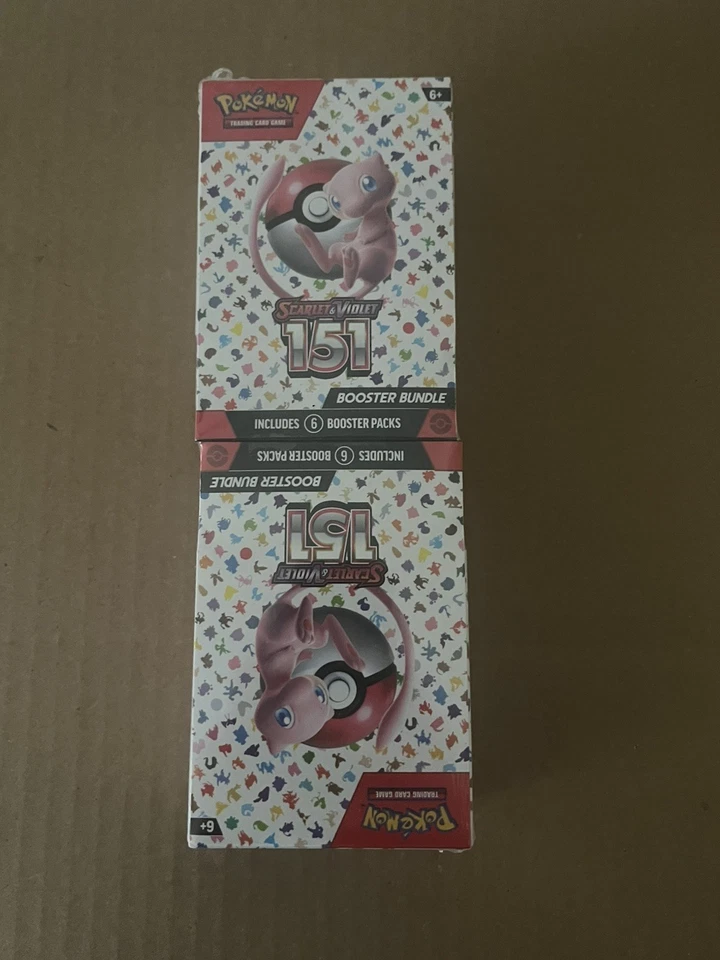 POKéMON
TRADING CARD GAME
6+
SCARLET & VIOLET
151
BOOSTER BUNDLE
INCLUDES 6 BOOSTER PACKS
INCLUDES 6 BOOSTER PACKS
BOOSTER BUNDLE
151
SCARLET & VIOLET
TRADING CARD GAME
POKéMON
6+